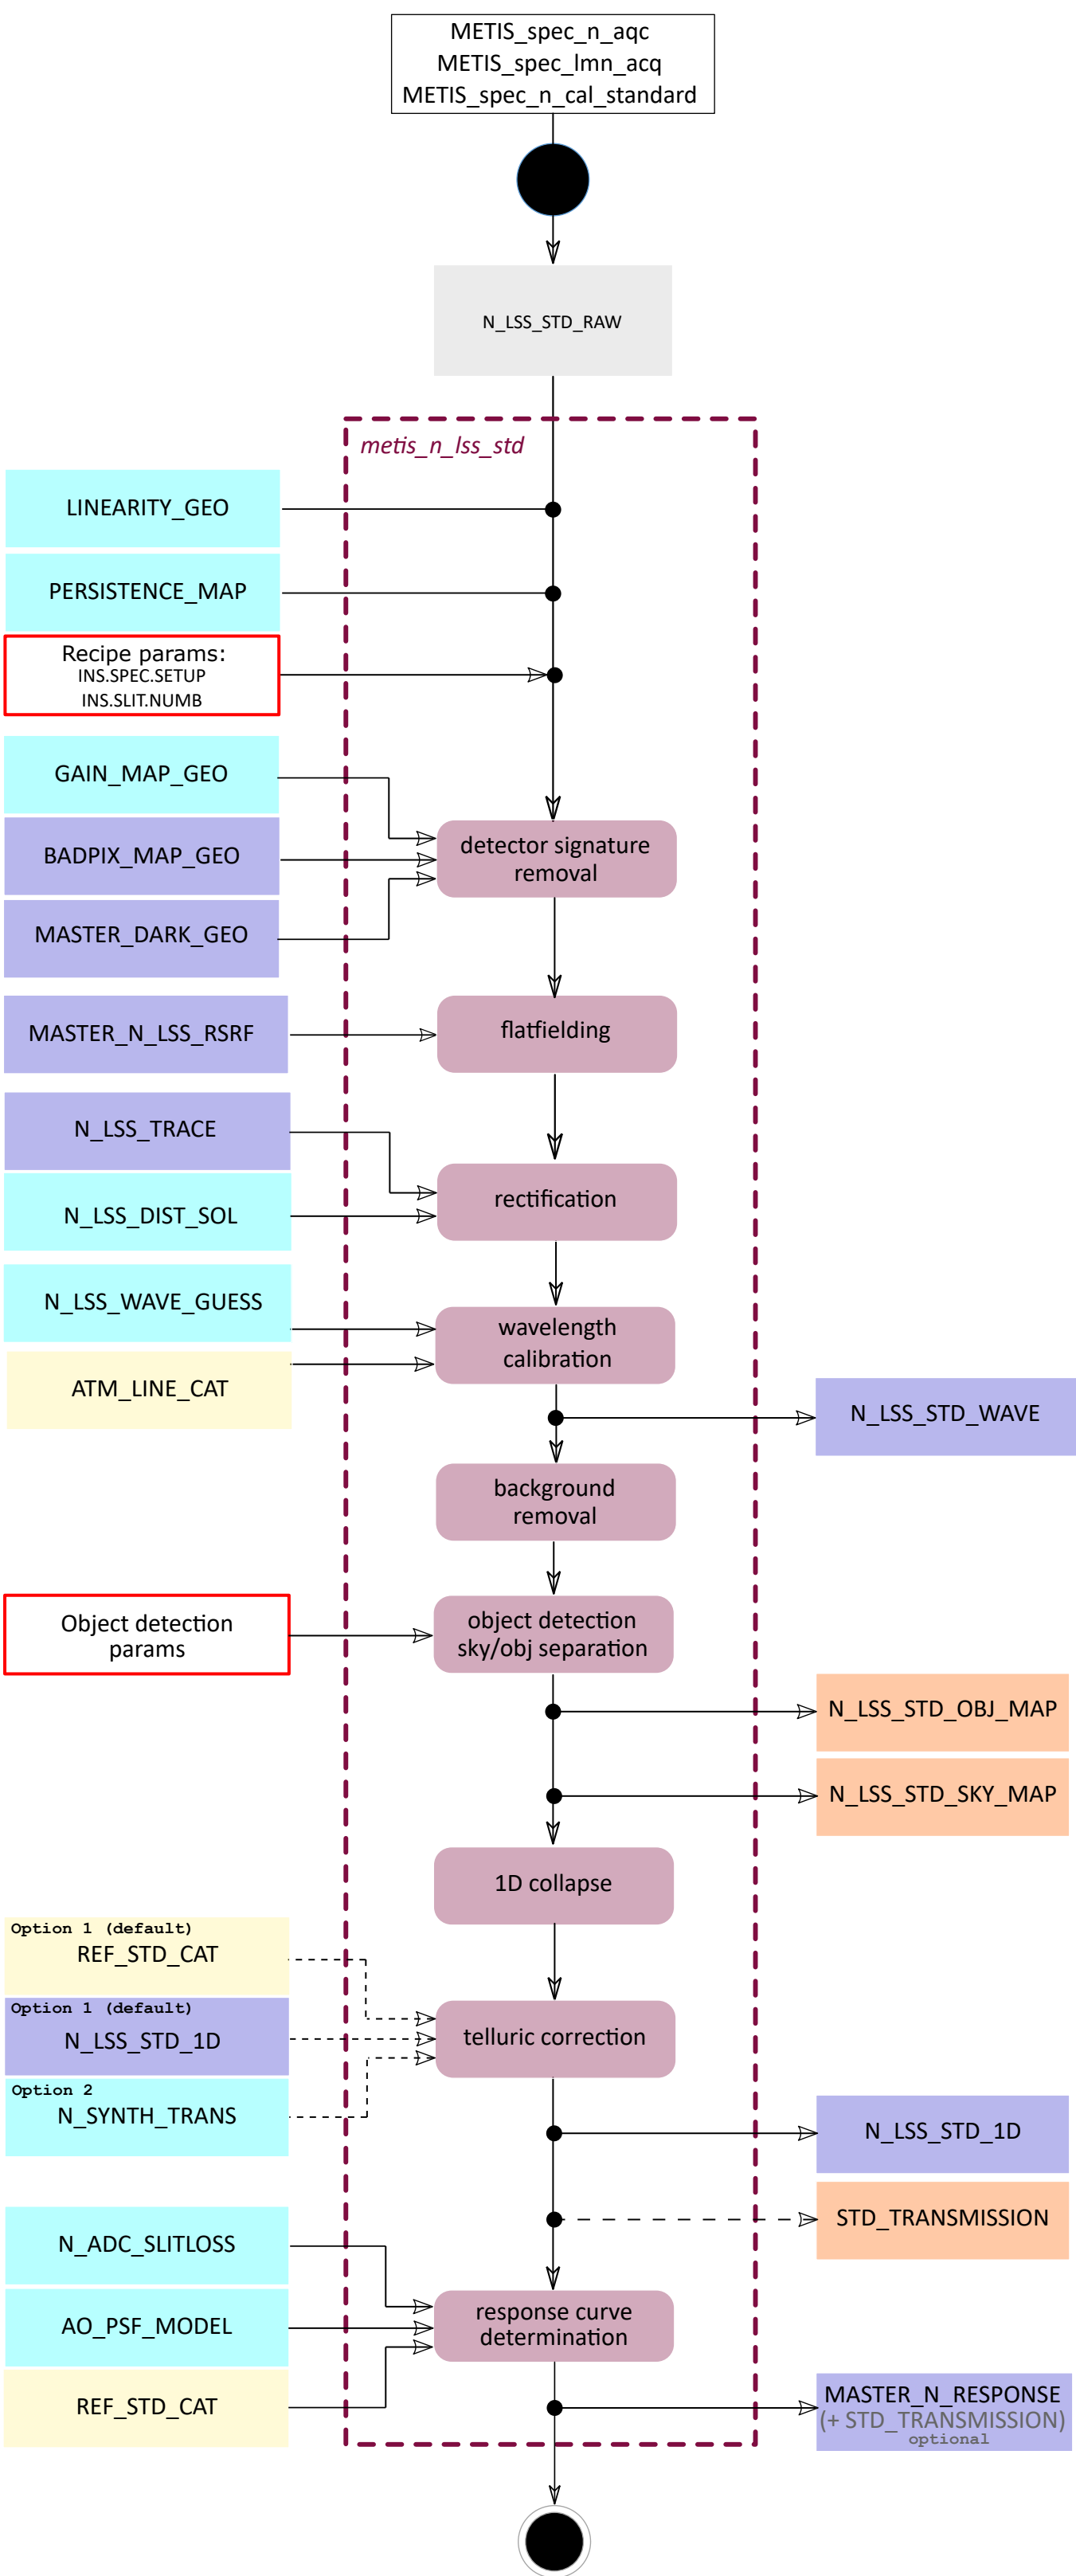 METIS_spec_n_aqc
METIS_spec_lmn_acq
METIS_spec_n_cal_standard
N_LSS_STD_RAW
metis_n_lss_std
LINEARITY_GEO
PERSISTENCE_MAP
Recipe params:
INS.SPEC.SETUP
INS.SLIT.NUMB
GAIN_MAP_GEO
BADPIX_MAP_GEO
MASTER_DARK_GEO
detector signature
removal
MASTER_N_LSS_RSRF
flatfielding
N_LSS_TRACE
N_LSS_DIST_SOL
rectification
N_LSS_WAVE_GUESS
ATM_LINE_CAT
wavelength
calibration
N_LSS_STD_WAVE
background
removal
Object detection
params
object detection
sky/obj separation
N_LSS_STD_OBJ_MAP
N_LSS_STD_SKY_MAP
1D collapse
Option 1 (default)
REF_STD_CAT
Option 1 (default)
N_LSS_STD_1D
Option 2
N_SYNTH_TRANS
telluric correction
N_LSS_STD_1D
STD_TRANSMISSION
N_ADC_SLITLOSS
AO_PSF_MODEL
REF_STD_CAT
response curve
determination
MASTER_N_RESPONSE
(+ STD_TRANSMISSION)
optional